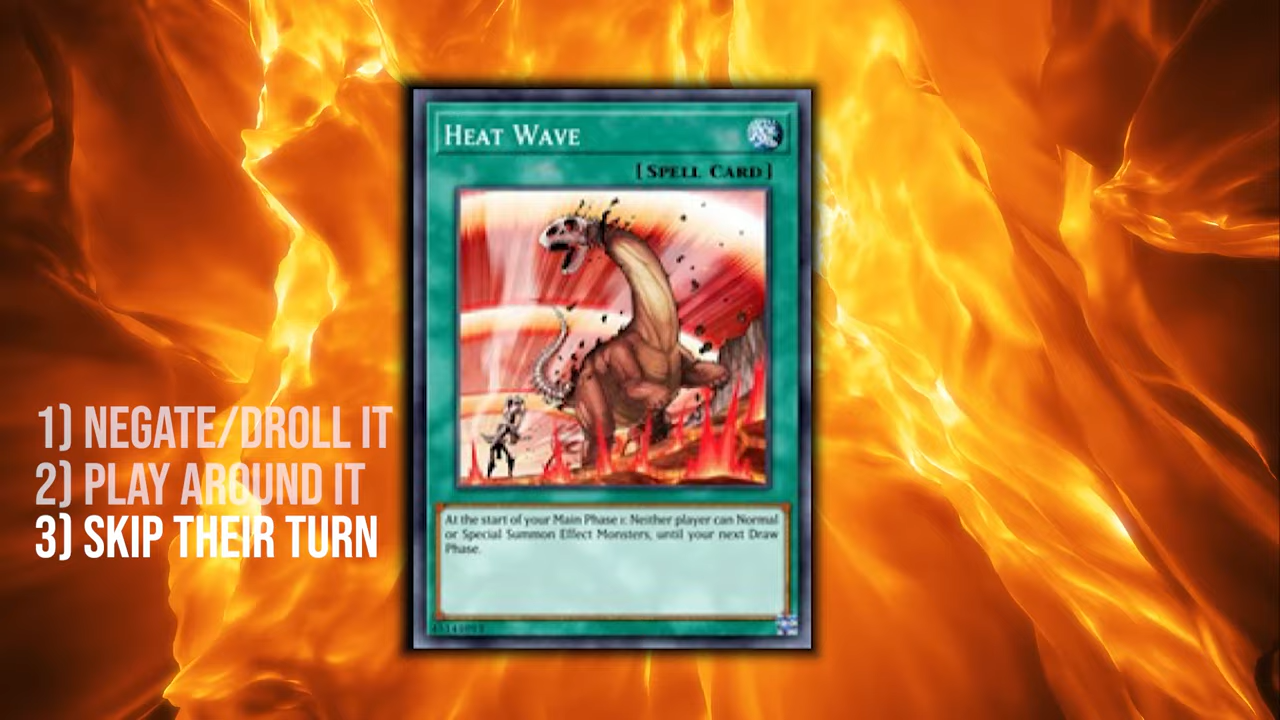 HEAT WAVE
[SPELL CARD]
1) NEGATE/DROLL IT
2) PLAY AROUND IT
3) SKIP THEIR TURN
At the start of your Main Phase 1: Neither player can Normal
or Special Summon Effect Monsters, until your next Draw
Phase.